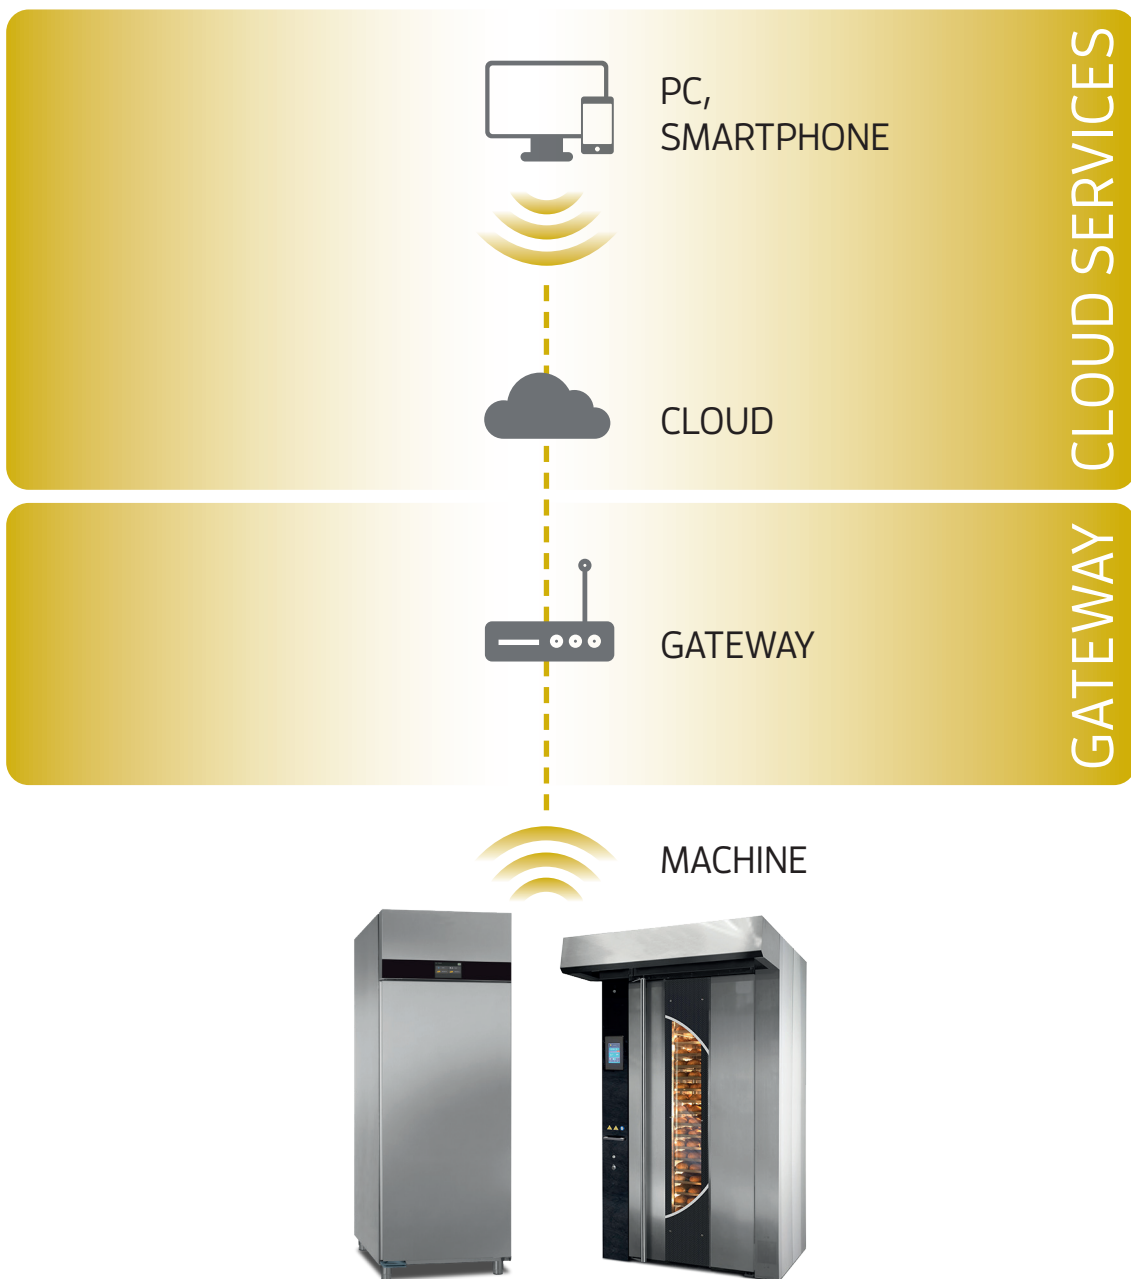 PC,
SMARTPHONE
CLOUD SERVICES
CLOUD
GATEWAY
GATEWAY
MACHINE